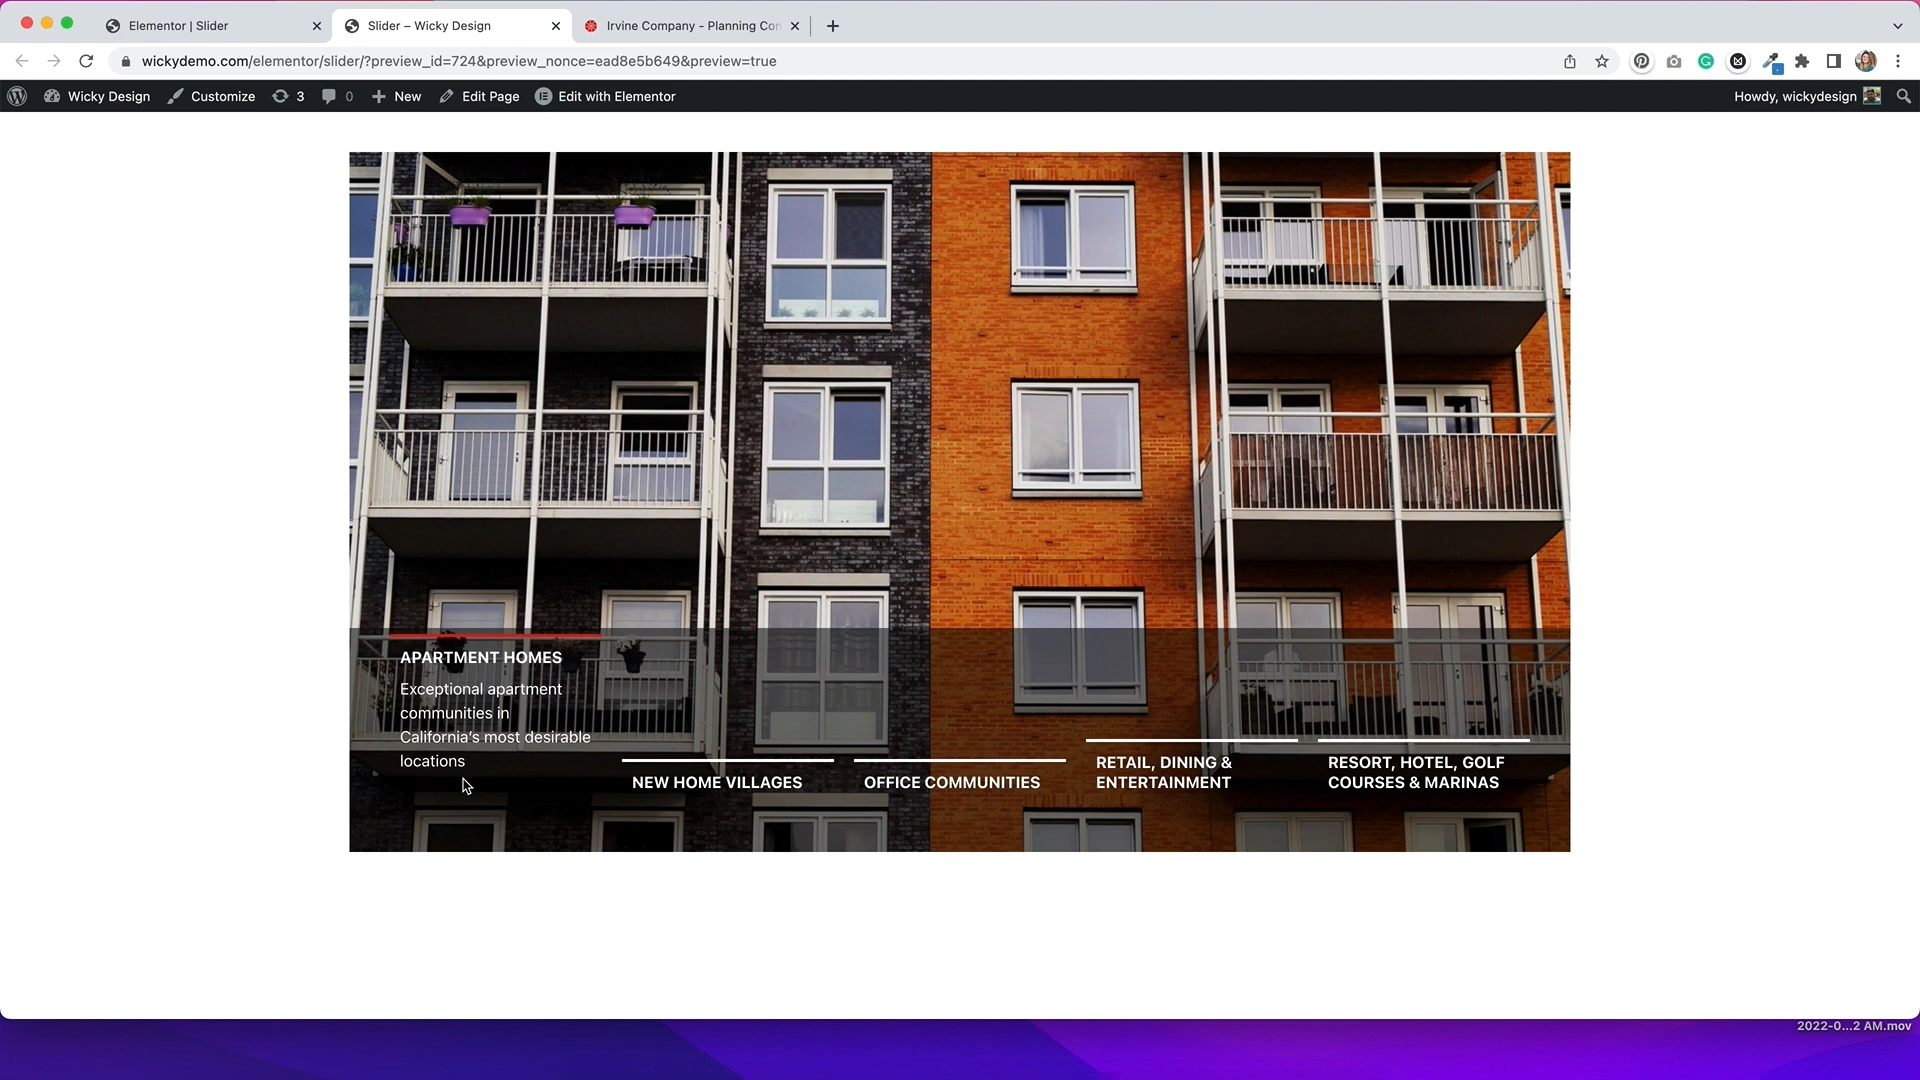 Elementor | Slider
Slider – Wicky Design
Irvine Company - Planning Con
wickydemo.com/elementor/slider/?preview_id=724&preview_nonce=ead8e5b649&preview=true
Wicky Design
Customize
3
0
New
Edit Page
Edit with Elementor
Howdy, wickydesign
APARTMENT HOMES
Exceptional apartment
communities in
California's most desirable
locations
NEW HOME VILLAGES
OFFICE COMMUNITIES
RETAIL, DINING &
ENTERTAINMENT
RESORT, HOTEL, GOLF
COURSES & MARINAS
2022-0...2 AM.mov